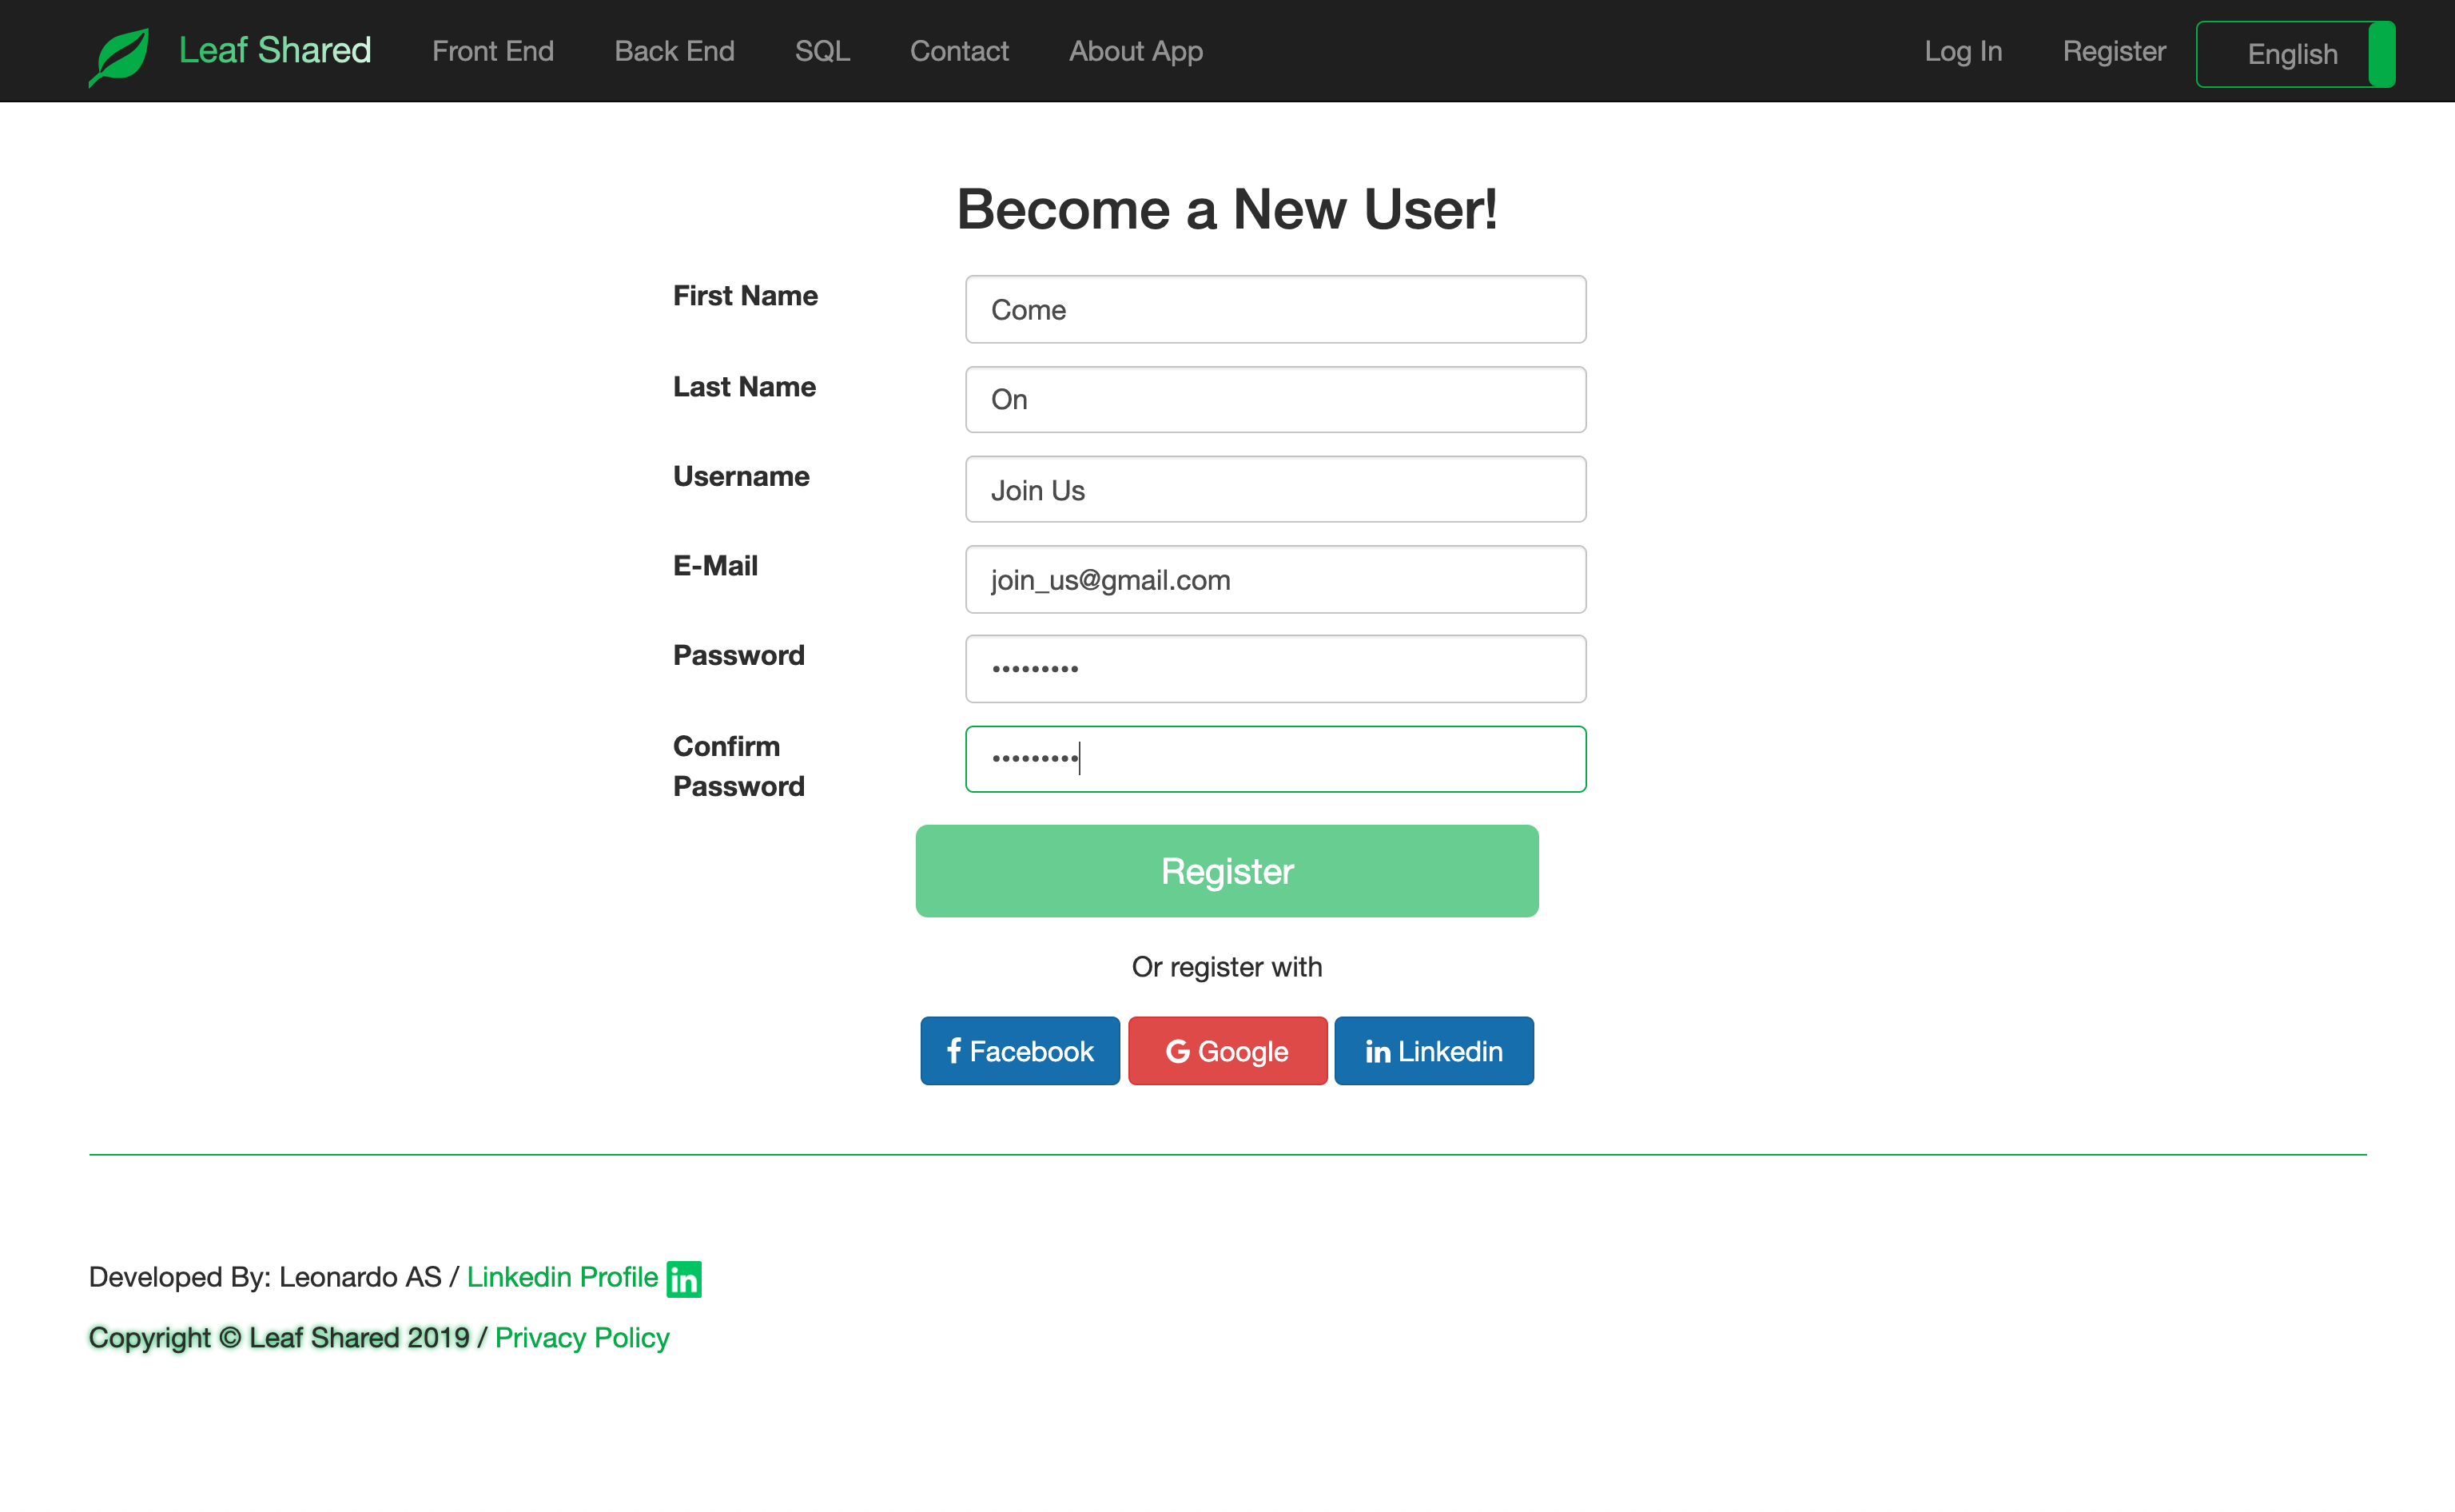 Leaf Shared Front End Back End SQL Contact About App Log In Register English
Become a New User!
First Name Come
Last Name On
Username Join Us
E-Mail join_us@gmail.com
Password •••••••••
Confirm Password •••••••••
Register
Or register with
Facebook Google Linkedin
Developed By: Leonardo AS / Linkedin Profile in
Copyright © Leaf Shared 2019 / Privacy Policy